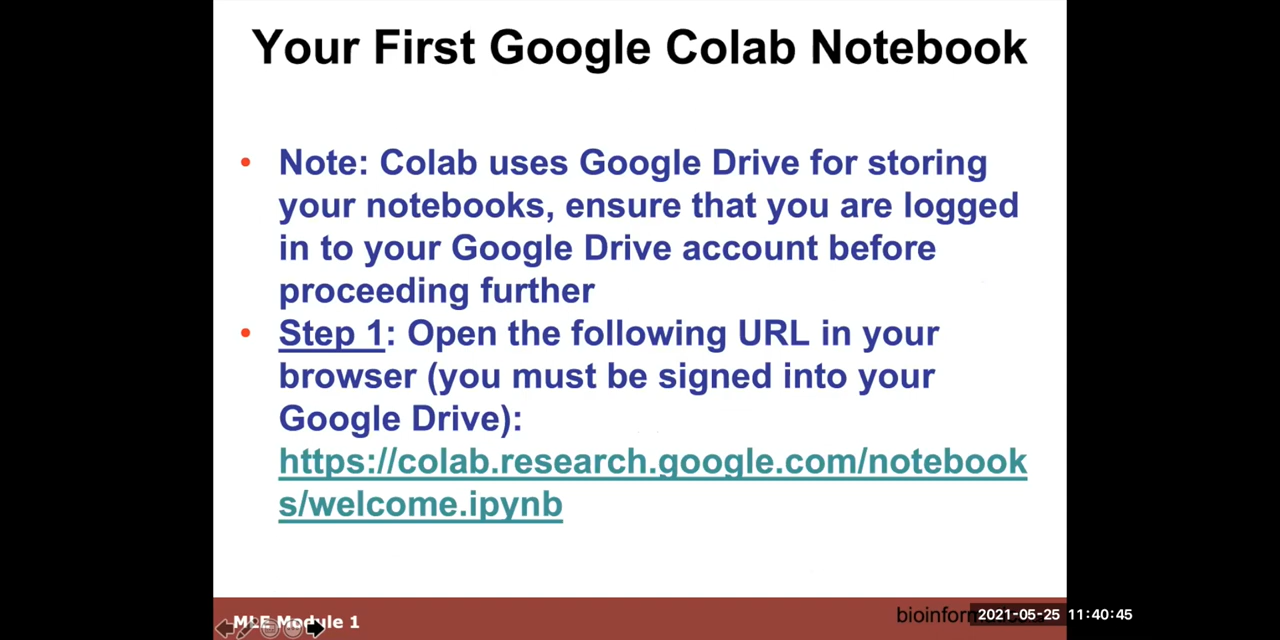 Your First Google Colab Notebook
• Note: Colab uses Google Drive for storing
your notebooks, ensure that you are logged
in to your Google Drive account before
proceeding further
• Step 1: Open the following URL in your
browser (you must be signed into your
Google Drive):
https://colab.research.google.com/notebook
s/welcome.ipynb
MLE Module 1
2021-05-25 11:40:45